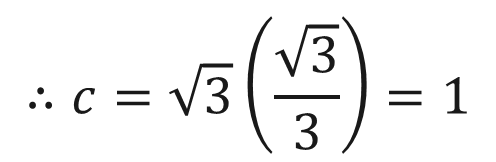 ∴ c = √3 (√3/3) = 1